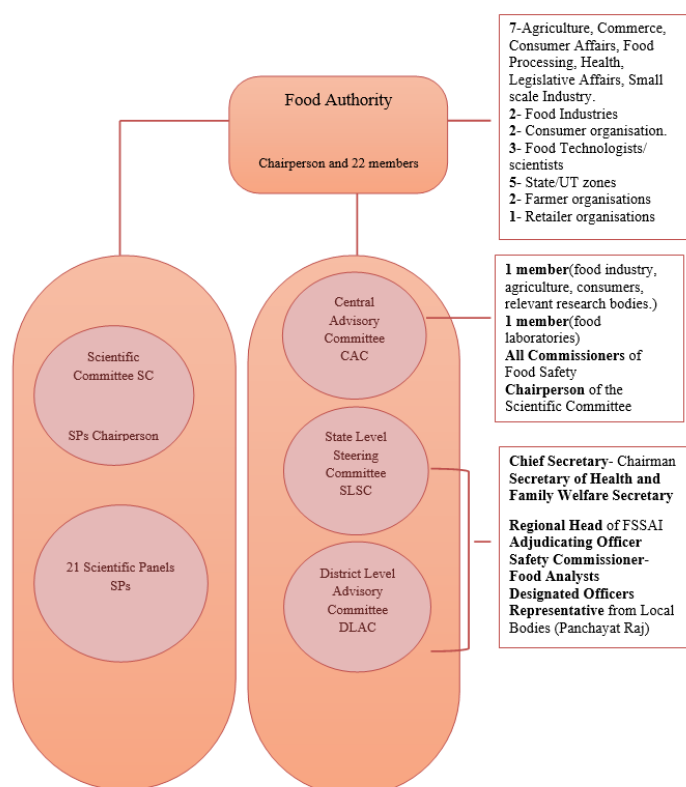 Food Authority
Chairperson and 22 members
7-Agriculture, Commerce,
Consumer Affairs, Food
Processing, Health,
Legislative Affairs, Small
scale Industry.
2- Food Industries
2- Consumer organisation.
3- Food Technologists/
scientists
5- State/UT zones
2- Farmer organisations
1- Retailer organisations
Scientific
Committee SC
SPs Chairperson
21 Scientific Panels
SPs
Central
Advisory
Committee
CAC
State Level
Steering
Committee
SLSC
District Level
Advisory
Committee
DLAC
1 member(food industry,
agriculture, consumers,
relevant research bodies.)
1 member(food
laboratories)
All Commissioners of
Food Safety
Chairperson of the
Scientific Committee
Chief Secretary- Chairman
Secretary of Health and
Family Welfare Secretary
Regional Head of FSSAI
Adjudicating Officer
Safety Commissioner-
Food Analysts
Designated Officers
Representative from Local
Bodies (Panchayat Raj)